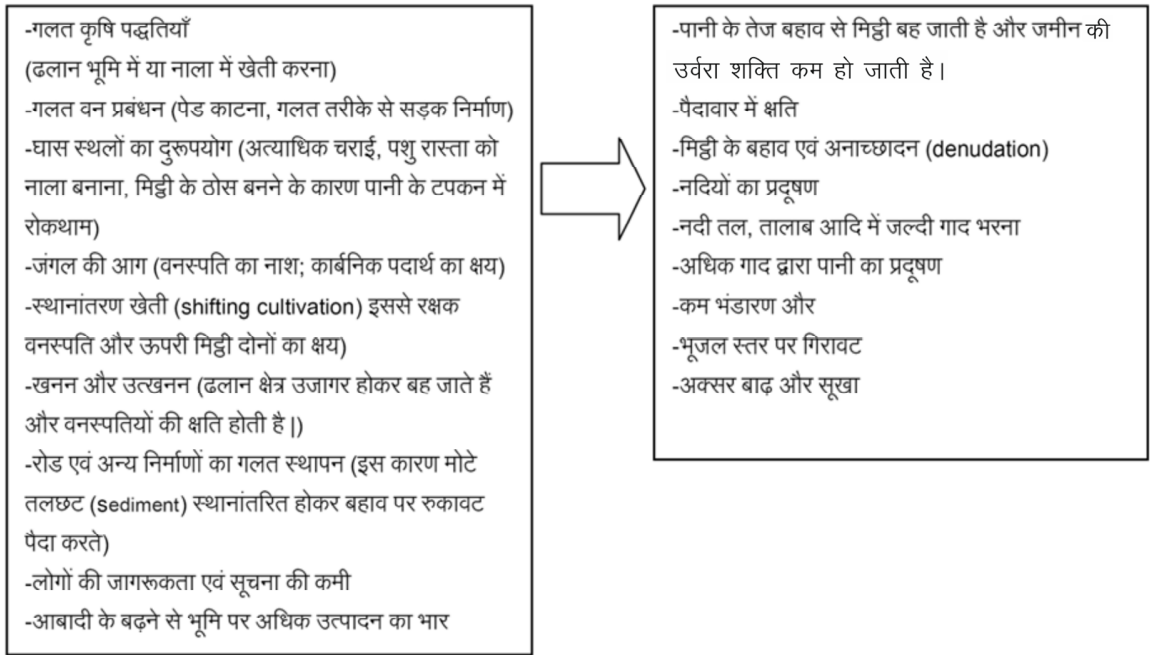 -गलत कृषि पद्धतियाँ
(ढलान भूमि में या नाला में खेती करना)
-गलत वन प्रबंधन (पेड काटना, गलत तरीके से सड़क निर्माण)
-घास स्थलों का दुरूपयोग (अत्याधिक चराई, पशु रास्ता को
नाला बनाना, मिट्टी के ठोस बनने के कारण पानी के टपकन में
रोकथाम)
-जंगल की आग (वनस्पति का नाश; कार्बनिक पदार्थ का क्षय)
-स्थानांतरण खेती (shifting cultivation) इससे रक्षक
वनस्पति और ऊपरी मिट्टी दोनों का क्षय)
-खनन और उत्खनन (ढलान क्षेत्र उजागर होकर बह जाते हैं
और वनस्पतियों की क्षति होती है |)
-रोड एवं अन्य निर्माणों का गलत स्थापन (इस कारण मोटे
तलछट (sediment) स्थानांतरित होकर बहाव पर रुकावट
पैदा करते)
-लोगों की जागरूकता एवं सूचना की कमी
-आबादी के बढ़ने से भूमि पर अधिक उत्पादन का भार
-पानी के तेज बहाव से मिट्टी बह जाती है और जमीन की
उर्वरा शक्ति कम हो जाती है |
-पैदावार में क्षति
-मिट्टी के बहाव एवं अनाच्छादन (denudation)
-नदियों का प्रदूषण
-नदी तल, तालाब आदि में जल्दी गाद भरना
-अधिक गाद द्वारा पानी का प्रदूषण
-कम भंडारण और
-भूजल स्तर पर गिरावट
-अक्सर बाढ़ और सूखा